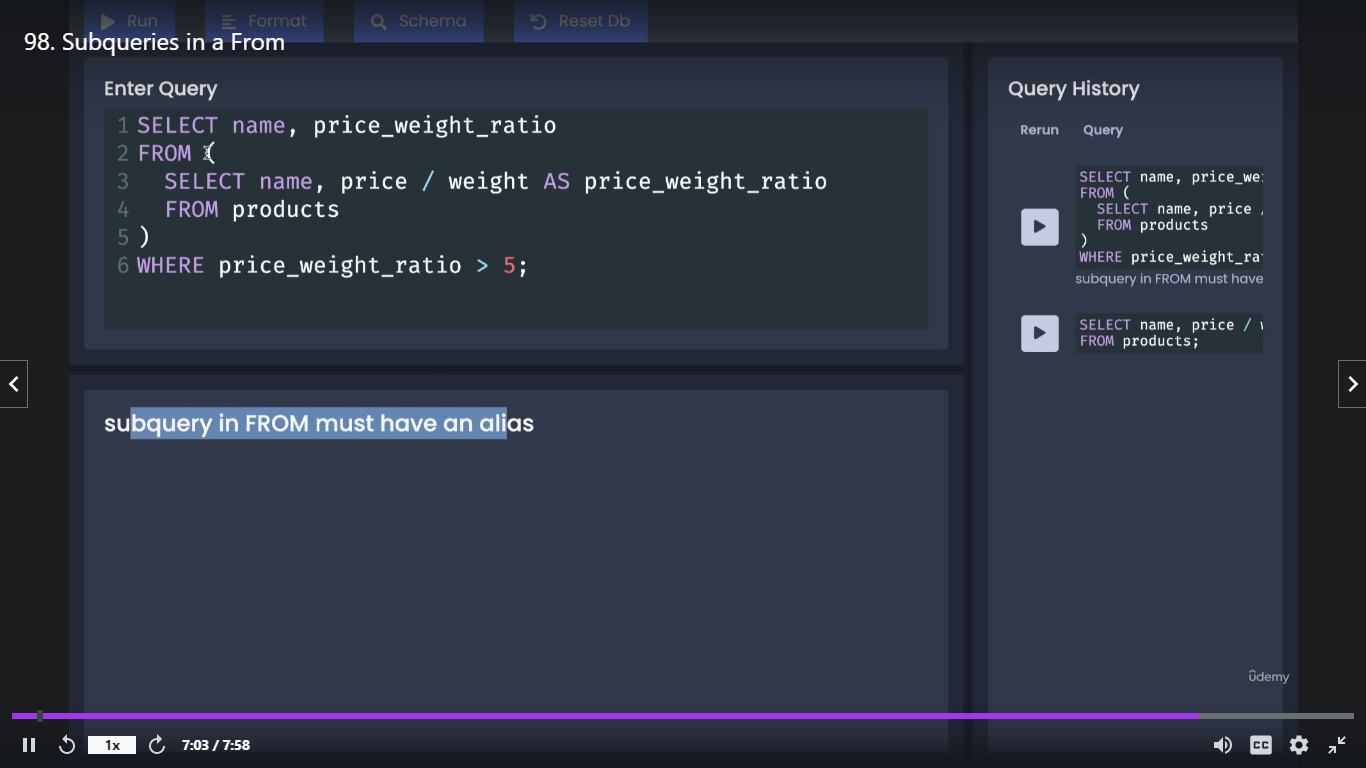 Run
Format
Schema
Reset Db
98. Subqueries in a From
Enter Query
1 SELECT name, price_weight_ratio
2 FROM (
3 SELECT name, price / weight AS price_weight_ratio
4 FROM products
5 )
6 WHERE price_weight_ratio > 5;
subquery in FROM must have an alias
Query History
Rerun Query
SELECT name, price_we
FROM (
SELECT name, price /
FROM products
)
WHERE price_weight_ra
subquery in FROM must have
SELECT name, price / w
FROM products;
ûdemy
1x
7:03 / 7:58
CC